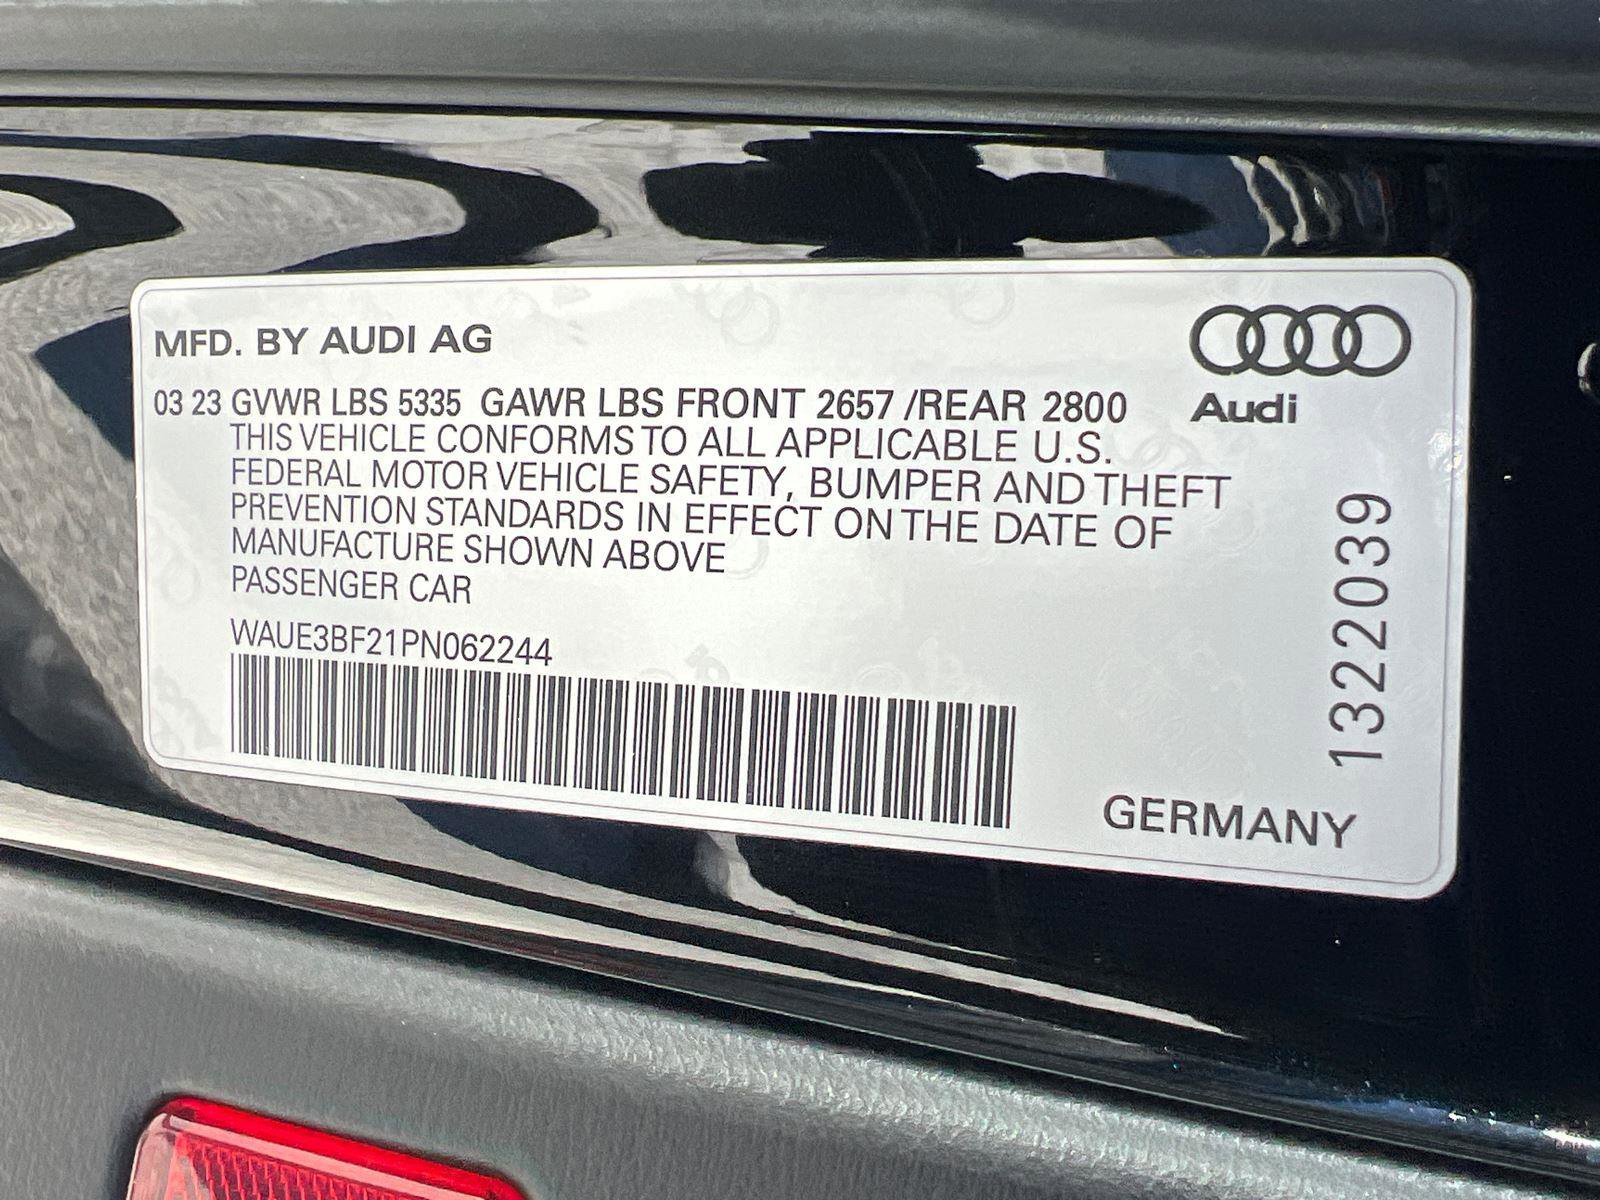 MFD. BY AUDI AG
Audi
03 23 GVWR LBS 5335 GAWR LBS FRONT 2657 /REAR 2800
THIS VEHICLE CONFORMS TO ALL APPLICABLE U.S.
FEDERAL MOTOR VEHICLE SAFETY, BUMPER AND THEFT
PREVENTION STANDARDS IN EFFECT ON THE DATE OF
MANUFACTURE SHOWN ABOVE
PASSENGER CAR
WAUE3BF21PN062244
1322039
GERMANY